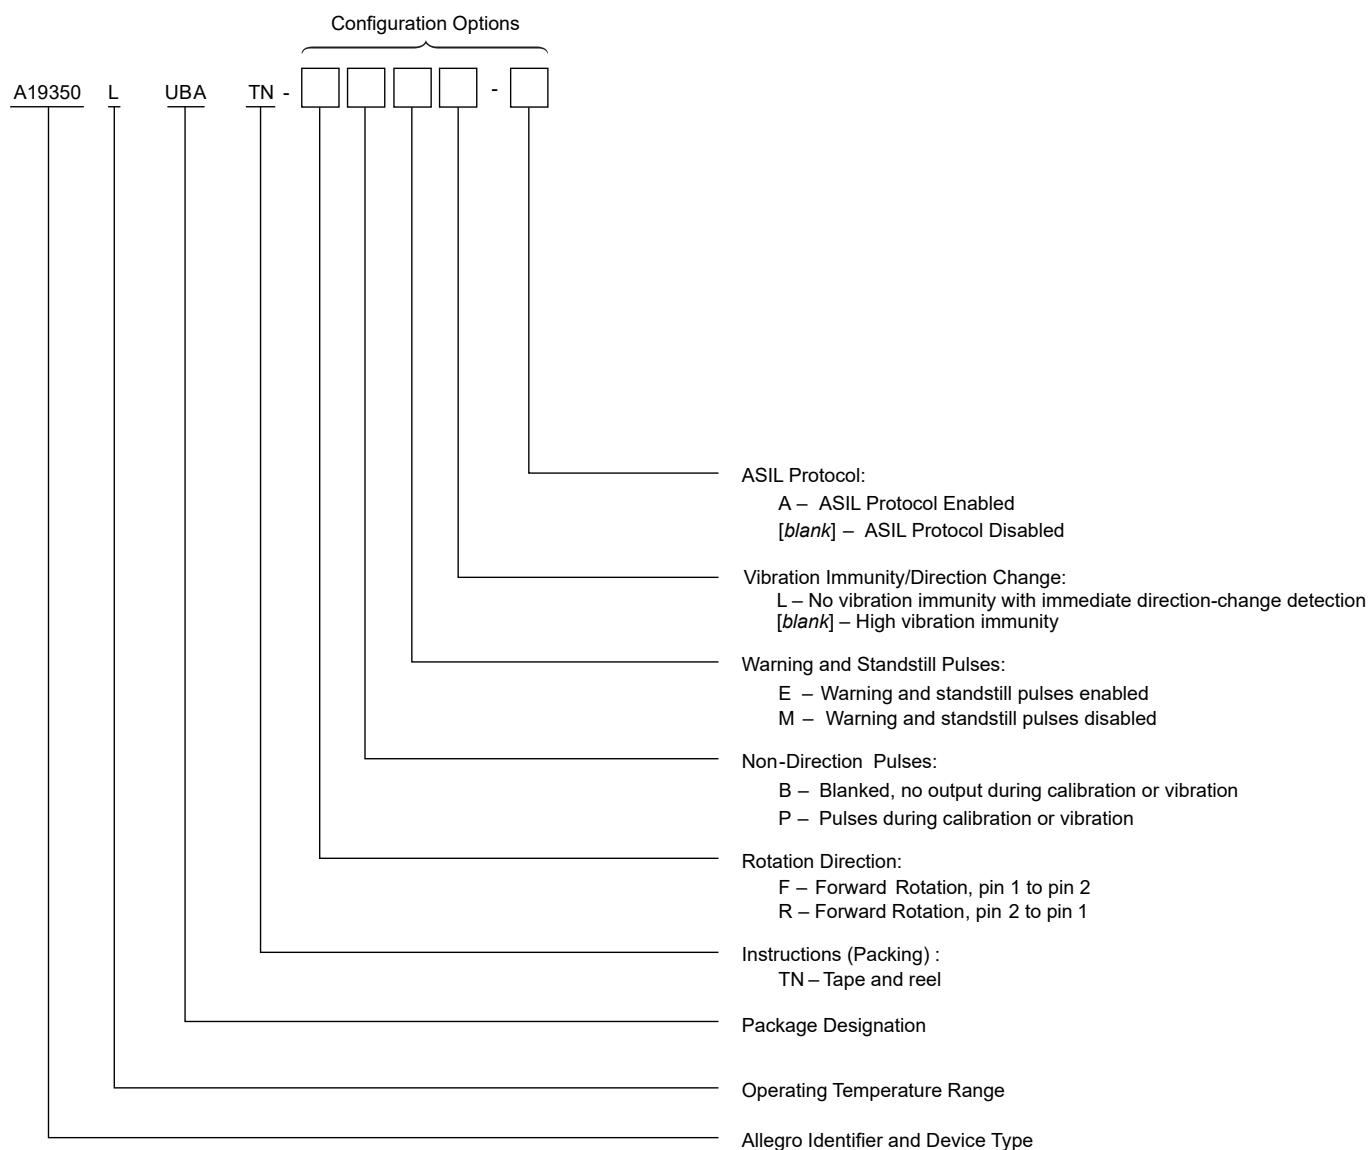 Configuration Options
A19350 L UBA TN - -
ASIL Protocol:
A – ASIL Protocol Enabled
[blank] – ASIL Protocol Disabled
Vibration Immunity/Direction Change:
L – No vibration immunity with immediate direction-change detection
[blank] – High vibration immunity
Warning and Standstill Pulses:
E – Warning and standstill pulses enabled
M – Warning and standstill pulses disabled
Non-Direction Pulses:
B – Blanked, no output during calibration or vibration
P – Pulses during calibration or vibration
Rotation Direction:
F – Forward Rotation, pin 1 to pin 2
R – Forward Rotation, pin 2 to pin 1
Instructions (Packing) :
TN – Tape and reel
Package Designation
Operating Temperature Range
Allegro Identifier and Device Type